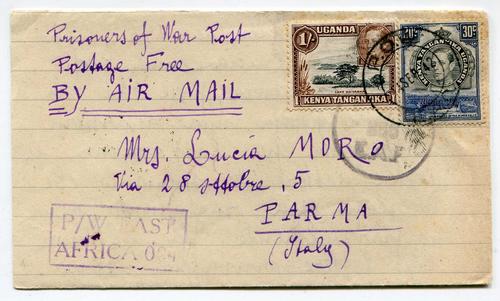 Prisoners of War Post
Postage Free
BY AIR MAIL
UGANDA
1/-
KENYA TANGANYIKA
30c
Mrs. Lucia MORO
Via 28 ottobre, 5
PARMA
(Italy)
P/W EAST
AFRICA